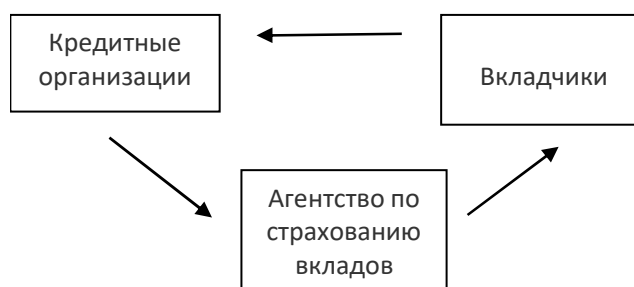 Кредитные
организации
Вкладчики
Агентство по
страхованию
вкладов